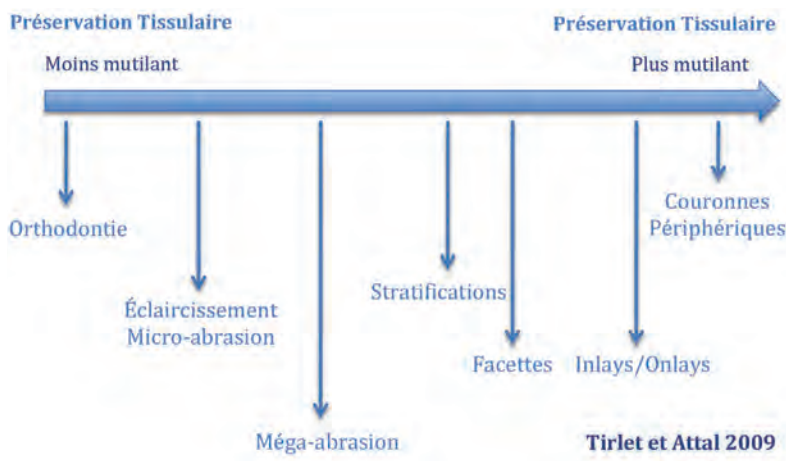 Préservation Tissulaire
Préservation Tissulaire
Moins mutilant
Plus mutilant
Orthodontie
Éclaircissement
Micro-abrasion
Méga-abrasion
Stratifications
Facettes
Inlays/Onlays
Couronnes
Périphériques
Tirlet et Attal 2009